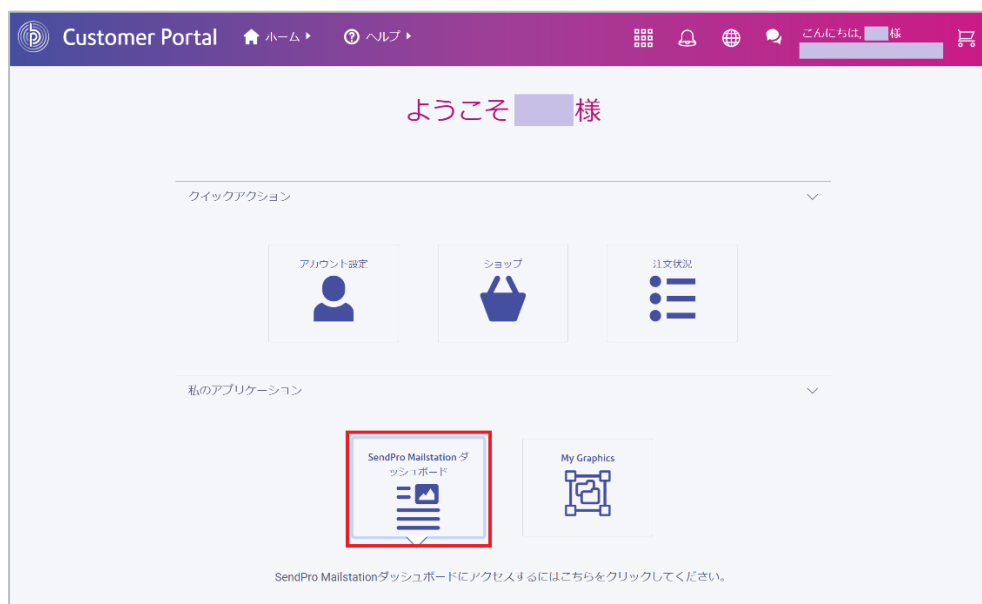 Customer Portal ホーム ヘルプ こんにちは, 様
ようこそ 様
クイックアクション
アカウント設定 ショップ 注文状況
私のアプリケーション
SendPro Mailstation ダ
ッシュボード
My Graphics
SendPro Mailstationダッシュボードにアクセスするにはこちらをクリックしてください。